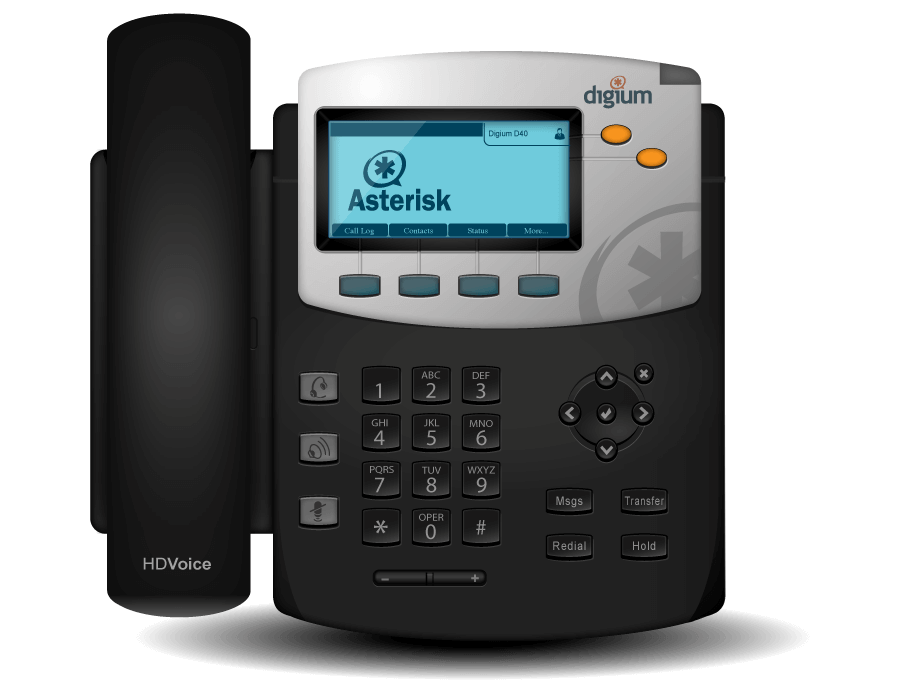 digium
Digium D40
Asterisk
Call Log Contacts Status More...
1 ABC 2 DEF 3
GHI 4 JKL 5 MNO 6
PQRS 7 TUV 8 WXYZ 9
* OPER 0 #
Msgs Transfer
Redial Hold
HDVoice
− +